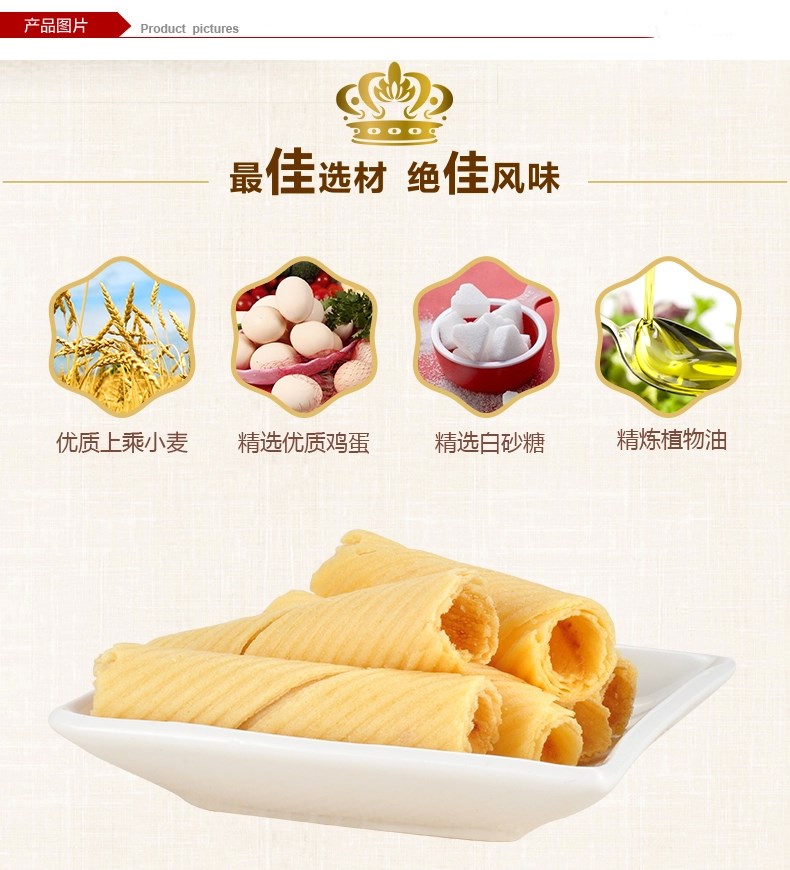 产品图片
Product pictures
最佳选材 绝佳风味
优质上乘小麦
精选优质鸡蛋
精选白砂糖
精炼植物油